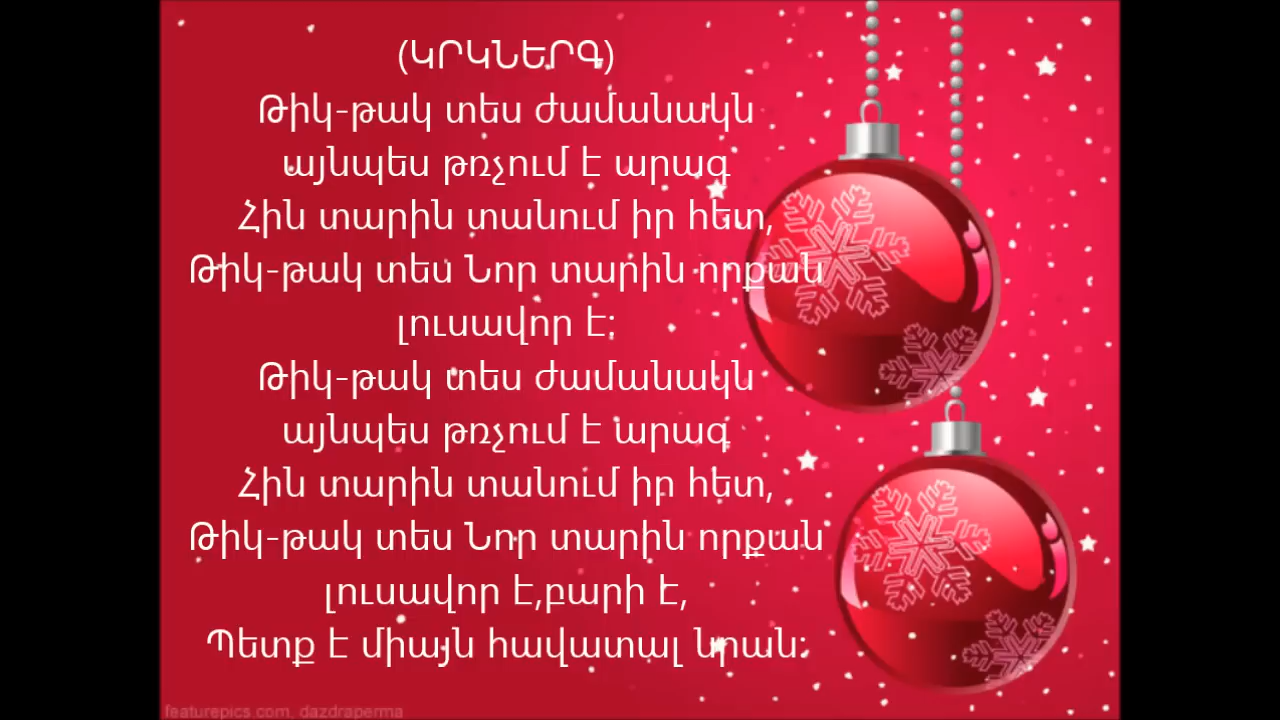 (ԿՐԿՆԵՐԳ)
Թիկ-թակ տես ժամանակն
այնպես թռչում է արագ
Հին տարին տանում իր հետ,
Թիկ-թակ տես Նոր տարին որքան
լուսավոր է:
Թիկ-թակ տես ժամանակն
այնպես թռչում է արագ
Հին տարին տանում իր հետ,
Թիկ-թակ տես Նոր տարին որքան
լուսավոր է,բարի է,
Պետք է միայն հավատալ նրան:
featurepics.com, dazdraperma